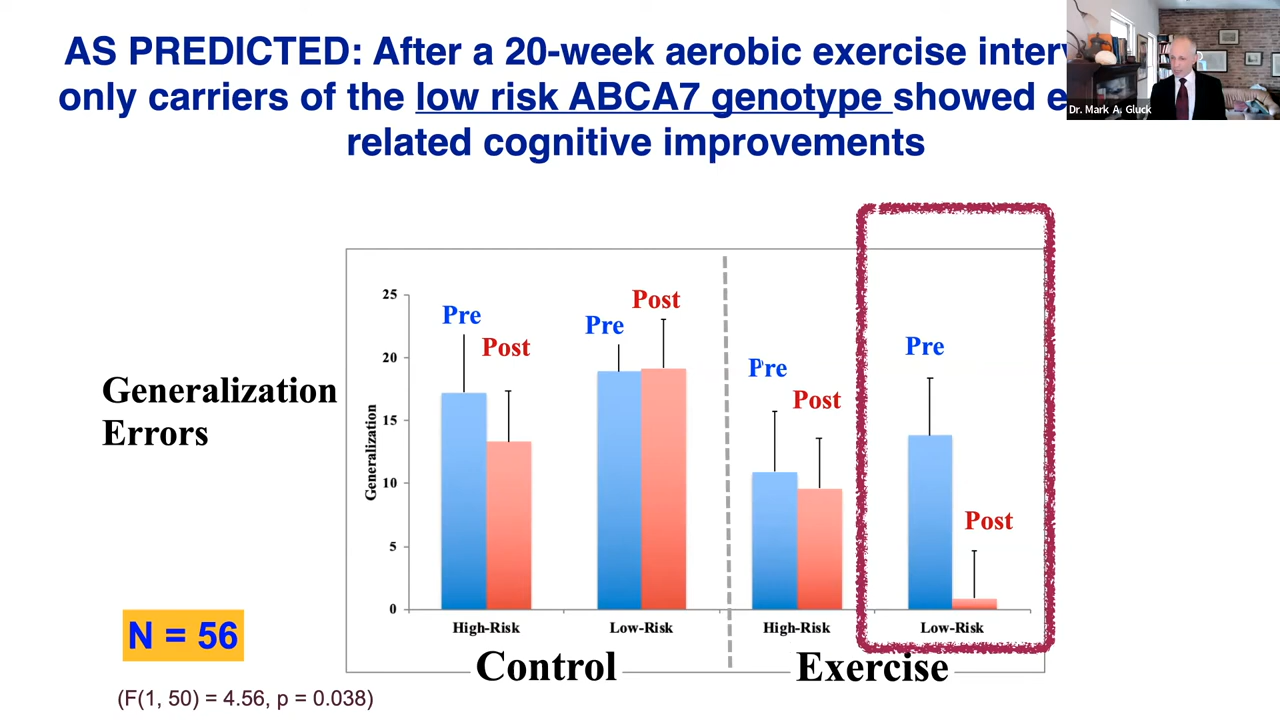 AS PREDICTED: After a 20-week aerobic exercise
only carriers of the low risk ABCA7 genotype showed
related cognitive improvements
Dr. Mark A. Gluck
Generalization
Errors
Generalization
25
20
15
10
5
0
Pre
Post
Pre
Post
Pre
Post
Pre
Post
High-Risk
Low-Risk
High-Risk
Low-Risk
Control
Exercise
N = 56
(F(1, 50) = 4.56, p = 0.038)